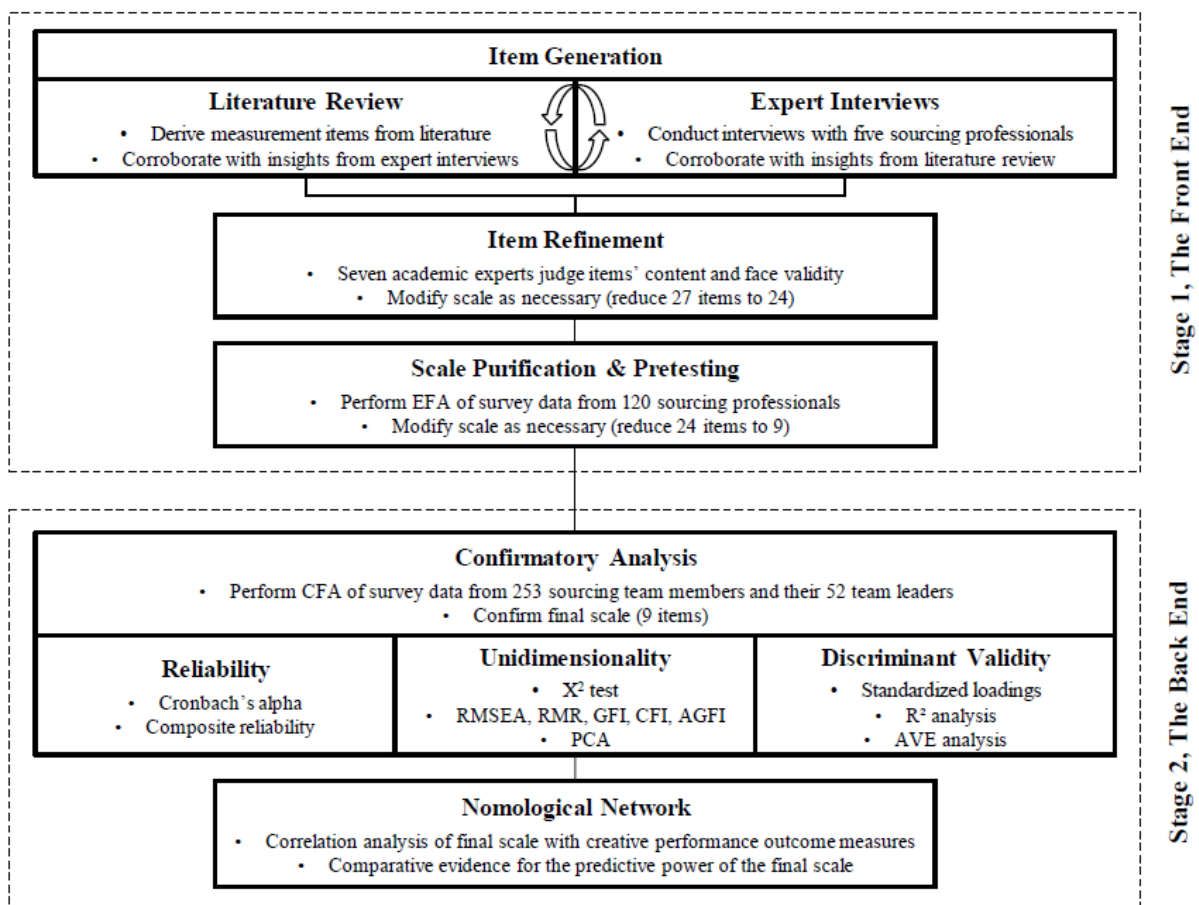 Item Generation
Literature Review
• Derive measurement items from literature
• Corroborate with insights from expert interviews
Expert Interviews
• Conduct interviews with five sourcing professionals
• Corroborate with insights from literature review
Item Refinement
• Seven academic experts judge items’ content and face validity
• Modify scale as necessary (reduce 27 items to 24)
Scale Purification & Pretesting
• Perform EFA of survey data from 120 sourcing professionals
• Modify scale as necessary (reduce 24 items to 9)
Stage 1, The Front End
Confirmatory Analysis
• Perform CFA of survey data from 253 sourcing team members and their 52 team leaders
• Confirm final scale (9 items)
Reliability
• Cronbach’s alpha
• Composite reliability
Unidimensionality
• X² test
• RMSEA, RMR, GFI, CFI, AGFI
• PCA
Discriminant Validity
• Standardized loadings
• R² analysis
• AVE analysis
Nomological Network
• Correlation analysis of final scale with creative performance outcome measures
• Comparative evidence for the predictive power of the final scale
Stage 2, The Back End